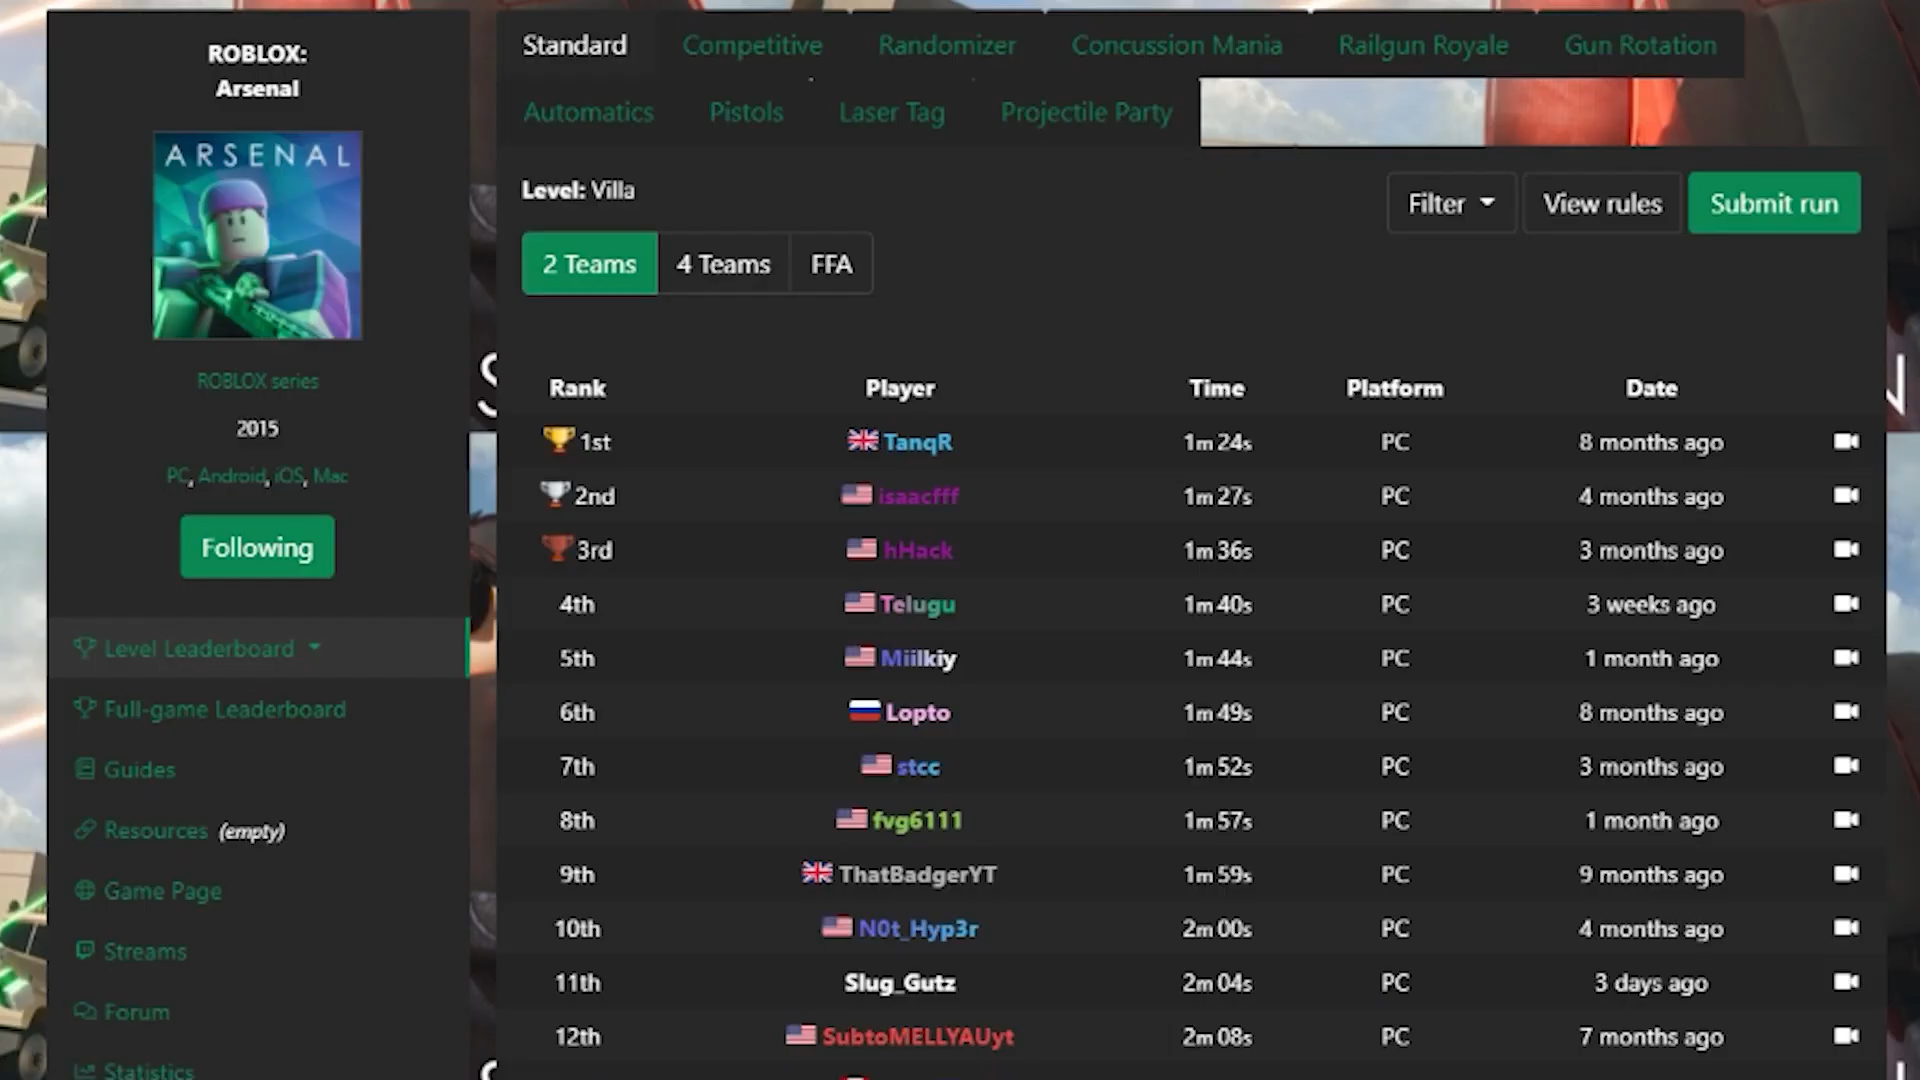 ROBLOX:
Arsenal
ARSENAL
ROBLOX series
2015
PC, Android, iOS, Mac
Following
Level Leaderboard
Full-game Leaderboard
Guides
Resources (empty)
Game Page
Streams
Forum
Statistics
Standard Competitive Randomizer Concussion Mania Railgun Royale Gun Rotation
Automatics Pistols Laser Tag Projectile Party
Level: Villa
Filter View rules Submit run
2 Teams 4 Teams FFA
Rank Player Time Platform Date
1st TanqR 1m 24s PC 8 months ago
2nd isaacfff 1m 27s PC 4 months ago
3rd hHack 1m 36s PC 3 months ago
4th Telugu 1m 40s PC 3 weeks ago
5th Miilkiy 1m 44s PC 1 month ago
6th Lopto 1m 49s PC 8 months ago
7th stcc 1m 52s PC 3 months ago
8th fvg6111 1m 57s PC 1 month ago
9th ThatBadgerYT 1m 59s PC 9 months ago
10th N0t_Hyp3r 2m 00s PC 4 months ago
11th Slug_Gutz 2m 04s PC 3 days ago
12th SubtoMELLYAUyt 2m 08s PC 7 months ago